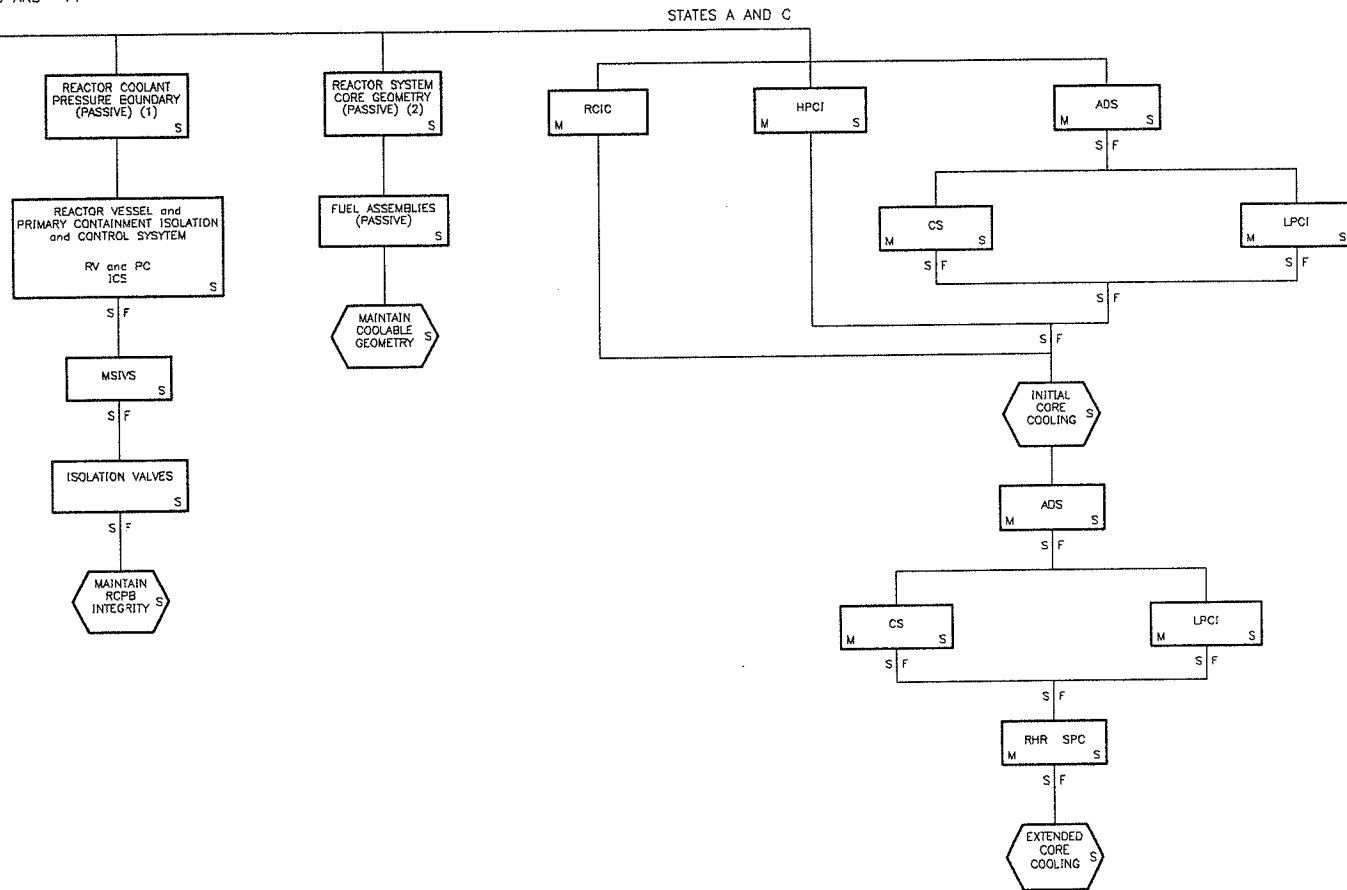 STATES A AND C
REACTOR COOLANT
PRESSURE BOUNDARY
(PASSIVE) (1)
S
REACTOR VESSEL and
PRIMARY CONTAINMENT ISOLATION
and CONTROL SYSYTEM
RV and PC
ICS
S
S F
MSIVS
S
S F
ISOLATION VALVES
S
S F
MAINTAIN
RCPB S
INTEGRITY
REACTOR SYSTEM
CORE GEOMETRY
(PASSIVE) (2)
S
FUEL ASSEMBLIES
(PASSIVE)
S
MAINTAIN
COOLABLE S
GEOMETRY
RCIC
M
HPCI
M S
ADS
M S
S F
CS
M S
S F
LPCI
M S
S F
S F
S F
INITIAL
CORE S
COOLING
ADS
M S
S F
CS
M S
S F
LPCI
M S
S F
S F
RHR SPC
M S
S F
EXTENDED
CORE S
COOLING